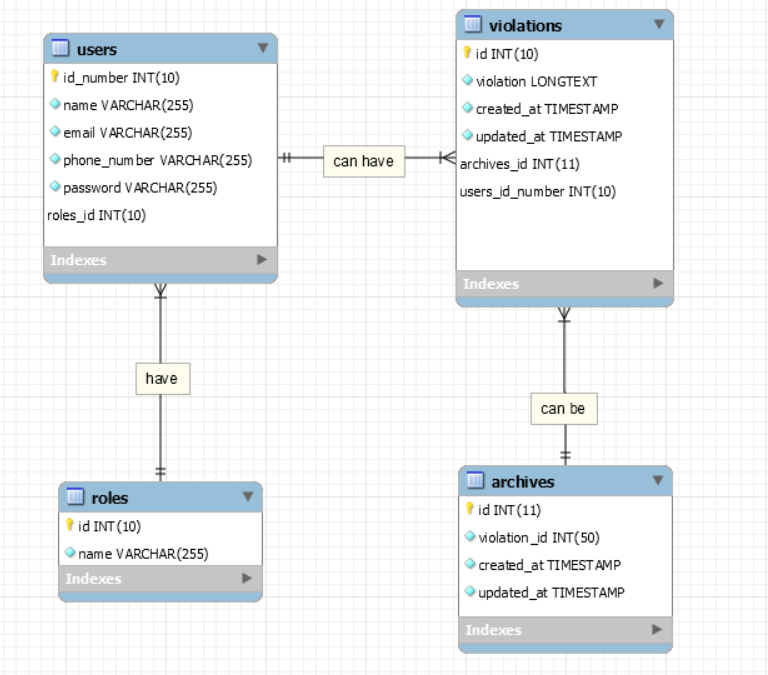 users
id_number INT(10)
name VARCHAR(255)
email VARCHAR(255)
phone_number VARCHAR(255)
password VARCHAR(255)
roles_id INT(10)
Indexes
can have
violations
id INT(10)
violation LONGTEXT
created_at TIMESTAMP
updated_at TIMESTAMP
archives_id INT(11)
users_id_number INT(10)
Indexes
have
can be
roles
id INT(10)
name VARCHAR(255)
Indexes
archives
id INT(11)
violation_id INT(50)
created_at TIMESTAMP
updated_at TIMESTAMP
Indexes